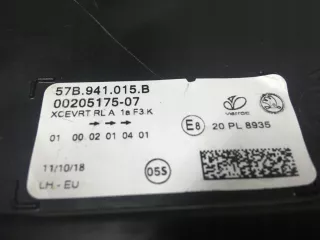 57B.941.015.B
00205175-07
XCEVRT RL A 1a F3.K
01 00 02 01 04 01
E8
20 PL 8935
11/10/18
05S
LH - EU